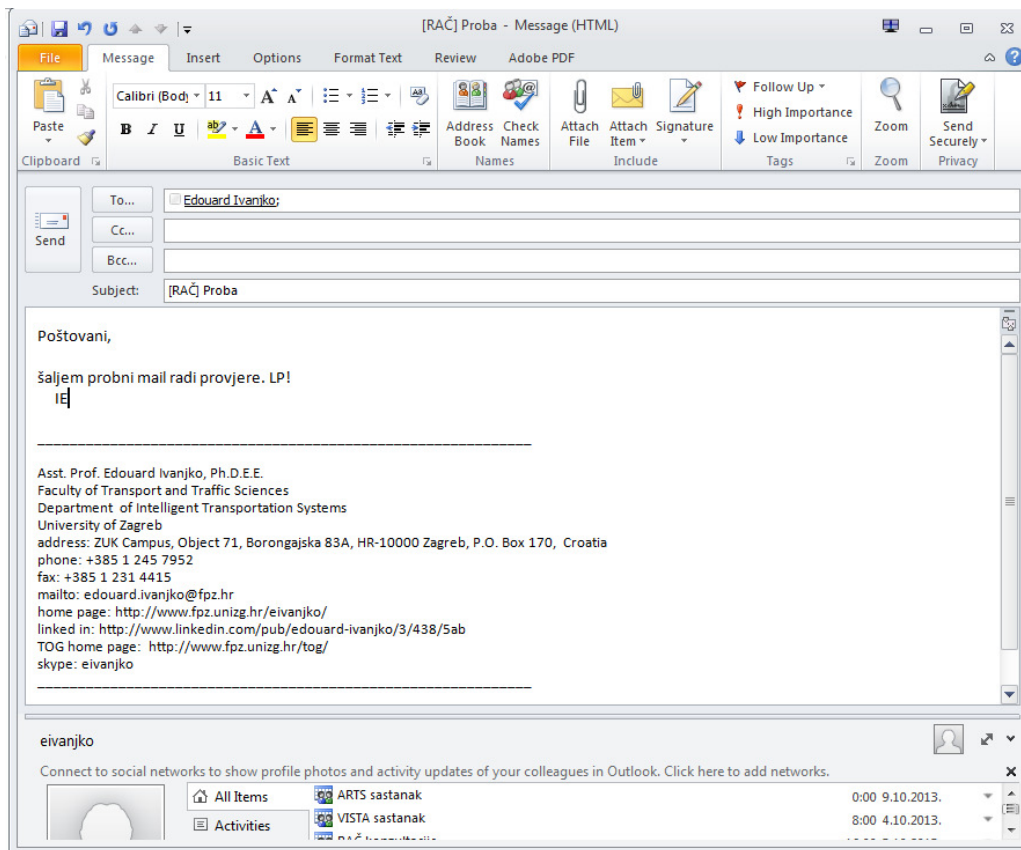 [RAČ] Proba - Message (HTML)
File Message Insert Options Format Text Review Adobe PDF
Calibri (Body 11
Paste
B I U
Address Book
Check Names
Attach File
Attach Item
Signature
Follow Up
High Importance
Low Importance
Zoom
Send Securely
Clipboard Basic Text Names Include Tags Zoom Privacy
Send
To... Edouard Ivanjko;
Cc...
Bcc...
Subject: [RAČ] Proba
Poštovani,
šaljem probni mail radi provjere. LP!
IE
Asst. Prof. Edouard Ivanjko, Ph.D.E.E.
Faculty of Transport and Traffic Sciences
Department of Intelligent Transportation Systems
University of Zagreb
address: ZUK Campus, Object 71, Borongajska 83A, HR-10000 Zagreb, P.O. Box 170, Croatia
phone: +385 1 245 7952
fax: +385 1 231 4415
mailto: edouard.ivanjko@fpz.hr
home page: http://www.fpz.unizg.hr/eivanjko/
linked in: http://www.linkedin.com/pub/edouard-ivanjko/3/438/5ab
TOG home page: http://www.fpz.unizg.hr/tog/
skype: eivanjko
eivanjko
Connect to social networks to show profile photos and activity updates of your colleagues in Outlook. Click here to add networks.
All Items ARTS sastanak 0:00 9.10.2013.
Activities VISTA sastanak 8:00 4.10.2013.